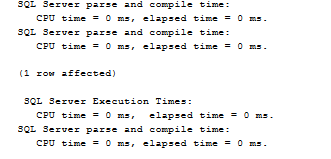 SQL Server parse and compile time:
CPU time = 0 ms, elapsed time = 0 ms.
SQL Server parse and compile time:
CPU time = 0 ms, elapsed time = 0 ms.
(1 row affected)
SQL Server Execution Times:
CPU time = 0 ms,  elapsed time = 0 ms.
SQL Server parse and compile time:
CPU time = 0 ms, elapsed time = 0 ms.